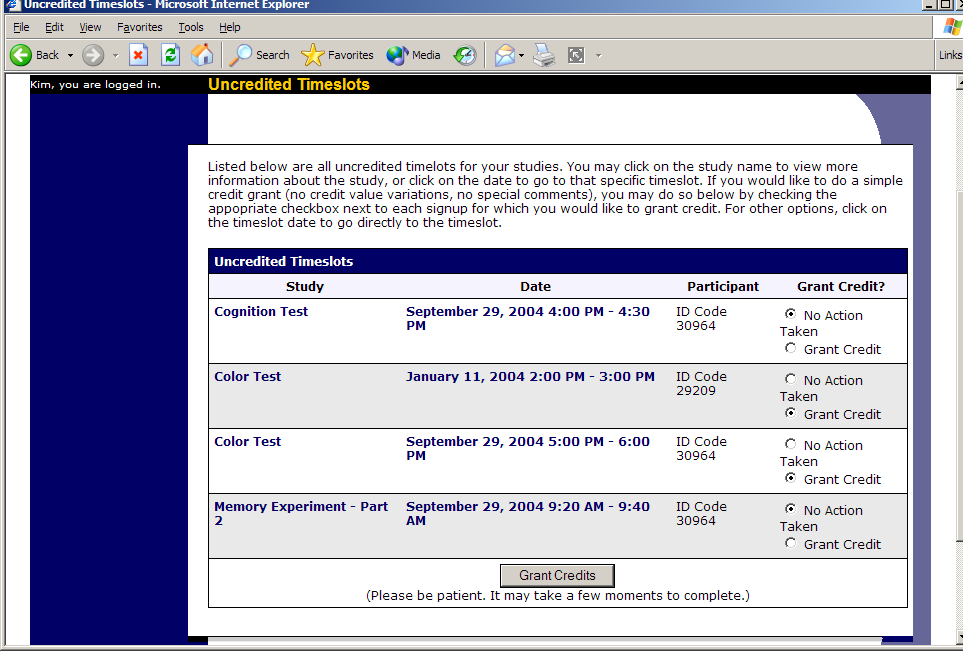 Uncredited Timeslots - Microsoft Internet Explorer
File Edit View Favorites Tools Help
Back Search Favorites Media Links
Kim, you are logged in. Uncredited Timeslots
Listed below are all uncredited timelots for your studies. You may click on the study name to view more
information about the study, or click on the date to go to that specific timeslot. If you would like to do a simple
credit grant (no credit value variations, no special comments), you may do so below by checking the
appopriate checkbox next to each signup for which you would like to grant credit. For other options, click on
the timeslot date to go directly to the timeslot.
Uncredited Timeslots
Study Date Participant Grant Credit?
Cognition Test September 29, 2004 4:00 PM - 4:30 ID Code No Action
PM 30964 Taken
Grant Credit
Color Test January 11, 2004 2:00 PM - 3:00 PM ID Code No Action
29209 Taken
Grant Credit
Color Test September 29, 2004 5:00 PM - 6:00 ID Code No Action
PM 30964 Taken
Grant Credit
Memory Experiment - Part September 29, 2004 9:20 AM - 9:40 ID Code No Action
2 AM 30964 Taken
Grant Credit
Grant Credits
(Please be patient. It may take a few moments to complete.)